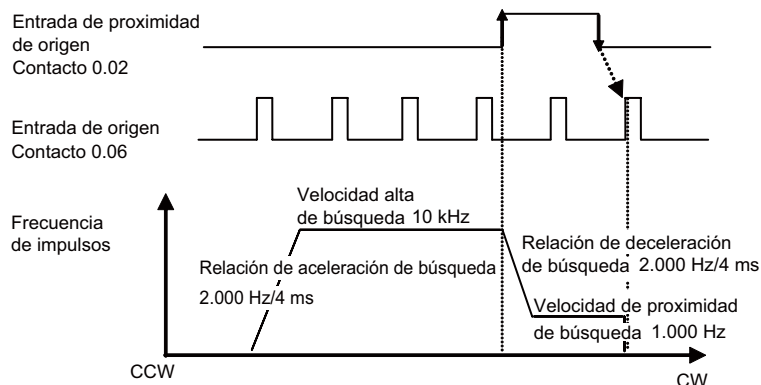 Entrada de proximidad
de origen
Contacto 0.02
Entrada de origen
Contacto 0.06
Frecuencia
de impulsos
Velocidad alta
de búsqueda 10 kHz
Relación de aceleración de búsqueda
2.000 Hz/4 ms
Relación de deceleración
de búsqueda 2.000 Hz/4 ms
Velocidad de proximidad
de búsqueda 1.000 Hz
CCW
CW